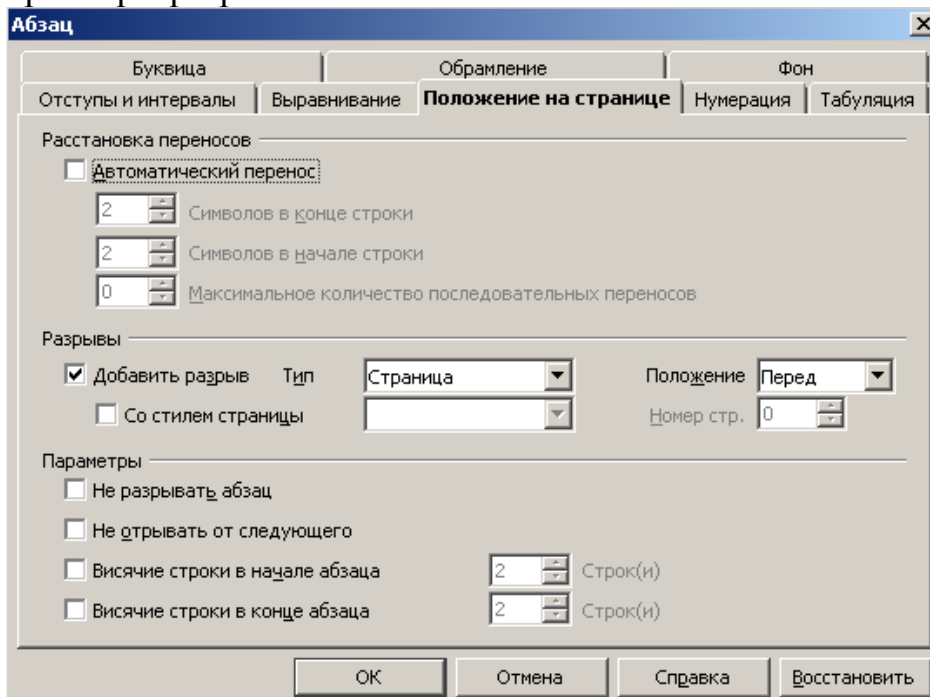 Абзац
Буквица Обрамление Фон
Отступы и интервалы Выравнивание Положение на странице Нумерация Табуляция
Расстановка переносов
Автоматический перенос
2 Символов в конце строки
2 Символов в начале строки
0 Максимальное количество последовательных переносов
Разрывы
Добавить разрыв Тип Страница Положение Перед
Со стилем страницы Номер стр. 0
Параметры
Не разрывать абзац
Не отрывать от следующего
Висячие строки в начале абзаца 2 Строк(и)
Висячие строки в конце абзаца 2 Строк(и)
ОК Отмена Справка Восстановить